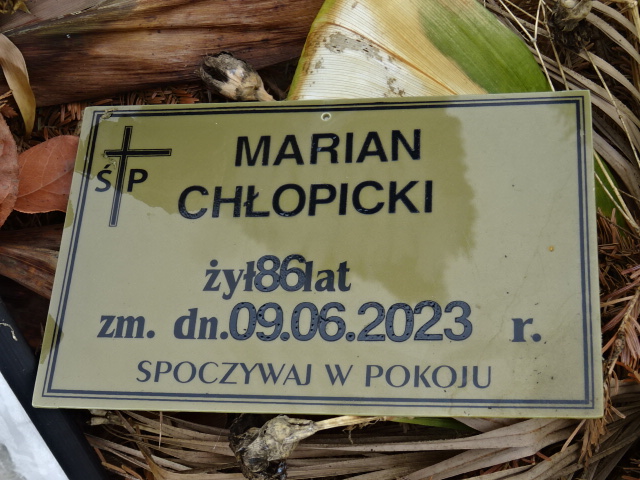 ŚP
MARIAN
CHŁOPICKI
żył 86 lat
zm. dn. 09.06.2023 r.
SPOCZYWAJ W POKOJU